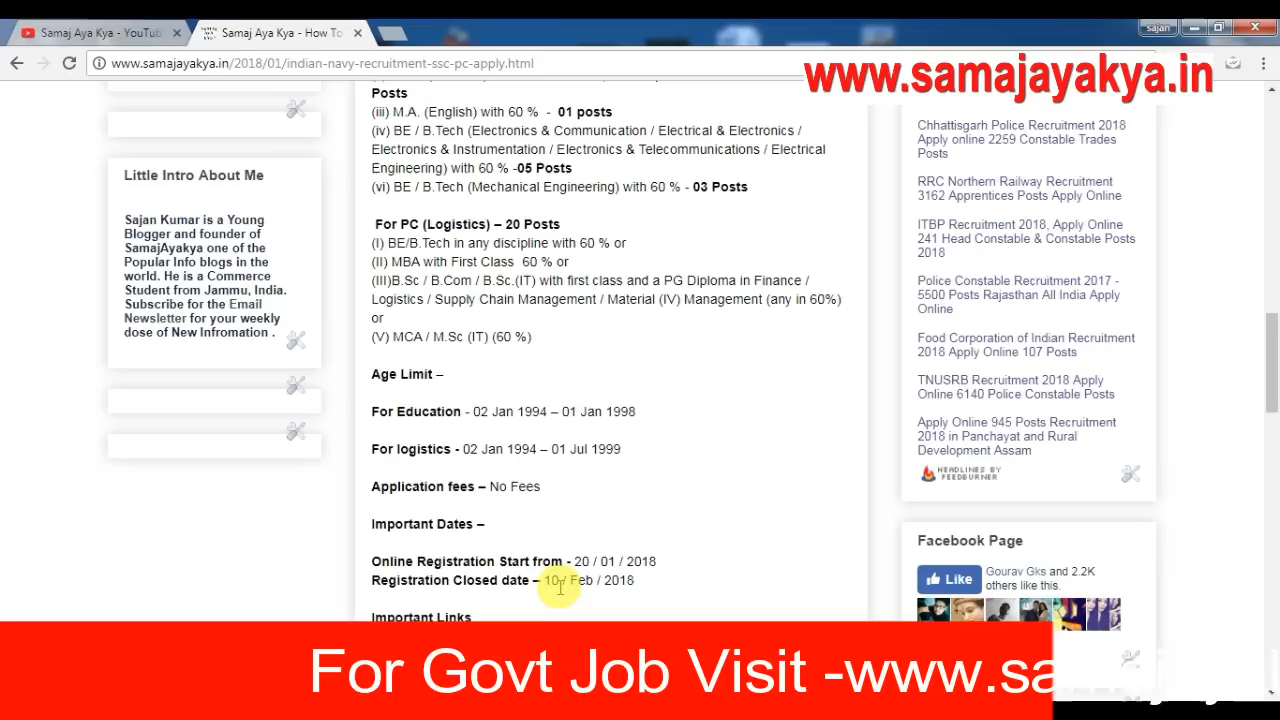 Samaj Aya Kya - YouTub
Samaj Aya Kya - How To
sajan
www.samajayakya.in/2018/01/indian-navy-recruitment-ssc-pc-apply.html
www.samajayakya.in
Little Intro About Me
Sajan Kumar is a Young
Blogger and founder of
SamajAyakya one of the
Popular Info blogs in the
world. He is a Commerce
Student from Jammu, India.
Subscribe for the Email
Newsletter for your weekly
dose of New Infromation .
Posts
(iii) M.A. (English) with 60 % - 01 posts
(iv) BE / B.Tech (Electronics & Communication / Electrical & Electronics /
Electronics & Instrumentation / Electronics & Telecommunications / Electrical
Engineering) with 60 % -05 Posts
(vi) BE / B.Tech (Mechanical Engineering) with 60 % - 03 Posts
For PC (Logistics) – 20 Posts
(I) BE/B.Tech in any discipline with 60 % or
(II) MBA with First Class 60 % or
(III)B.Sc / B.Com / B.Sc.(IT) with first class and a PG Diploma in Finance /
Logistics / Supply Chain Management / Material (IV) Management (any in 60%)
or
(V) MCA / M.Sc (IT) (60 %)
Age Limit –
For Education - 02 Jan 1994 – 01 Jan 1998
For logistics - 02 Jan 1994 – 01 Jul 1999
Application fees – No Fees
Important Dates –
Online Registration Start from - 20 / 01 / 2018
Registration Closed date – 10 / Feb / 2018
Important Links
Chhattisgarh Police Recruitment 2018
Apply online 2259 Constable Trades
Posts
RRC Northern Railway Recruitment
3162 Apprentices Posts Apply Online
ITBP Recruitment 2018, Apply Online
241 Head Constable & Constable Posts
2018
Police Constable Recruitment 2017 -
5500 Posts Rajasthan All India Apply
Online
Food Corporation of Indian Recruitment
2018 Apply Online 107 Posts
TNUSRB Recruitment 2018 Apply
Online 6140 Police Constable Posts
Apply Online 945 Posts Recruitment
2018 in Panchayat and Rural
Development Assam
HEADLINES BY
FEEDBURNER
Facebook Page
Like
Gourav Gks and 2.2K
others like this.
For Govt Job Visit -www.sa